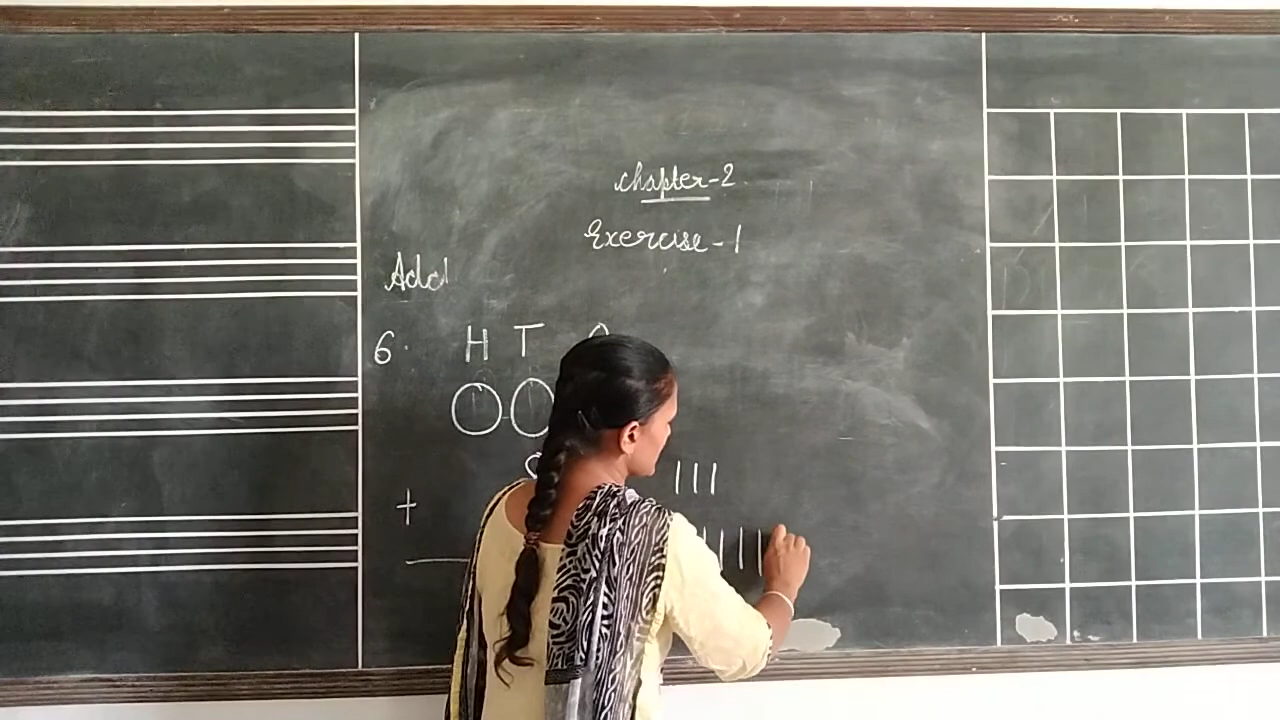 Chapter-2
Exercise-1
Add
6. H T O
+